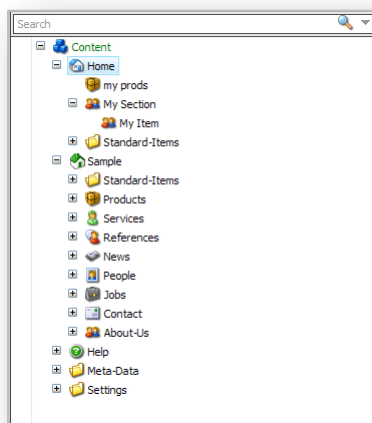 Search
Content
Home
my prods
My Section
My Item
Standard-Items
Sample
Standard-Items
Products
Services
References
News
People
Jobs
Contact
About-Us
Help
Meta-Data
Settings